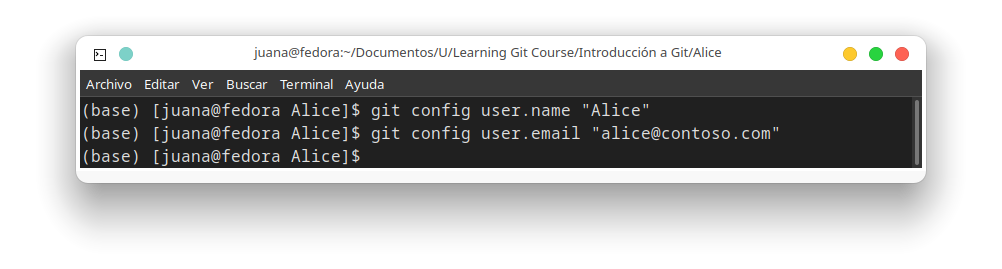 juana@fedora:~/Documentos/U/Learning Git Course/Introducción a Git/Alice
Archivo Editar Ver Buscar Terminal Ayuda
(base) [juana@fedora Alice]$ git config user.name "Alice"
(base) [juana@fedora Alice]$ git config user.email "alice@contoso.com"
(base) [juana@fedora Alice]$